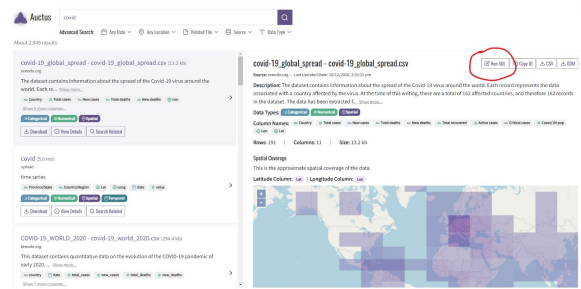 Auctus
covid
Advanced Search: Any Date Any Location Related File Source Data Type
About 2,949 results
covid-19_global_spread - covid-19_global_spread.csv (13.2 kb)
zenodo.org
The dataset contains information about the spread of the Covid-19 virus around the
world. Each re... Show more...
Country Total cases New cases Total deaths New deaths Lat
Show 5 more columns...
Categorical Numerical Spatial
Download View Details Search Related
covid (5.0 mb)
upload
time series
Province/State Country/Region Lat Long date value
Categorical Numerical Spatial Temporal
Download View Details Search Related
COVID-19_WORLD_2020 - covid-19_world_2020.csv (294.4 kb)
zenodo.org
This dataset contains quantitative data on the evolution of the COVID-19 pandemic of
early 2020. ... Show more...
country date total_cases new_cases total_deaths new_deaths
covid-19_global_spread - covid-19_global_spread.csv
Run SQL Copy ID CSV D3M
Source: zenodo.org -- Last Updated Date:
Description: The dataset contains information about the spread of the Covid-19 virus around the world. Each record represents the data
associated with a country affected by the virus. At the time of this writing, there are a total of 162 affected countries, and therefore 162 records
in the dataset. The data has been extracted f... Show more...
Data Types: Categorical Numerical Spatial
Column Names: Country Total cases New cases Total deaths New deaths Total recovered Active cases Critical cases Cases/1M pop
Lat Lon
Rows: 191 | Columns: 11 | Size: 13.2 kb
Spatial Coverage
This is the approximate spatial coverage of the data.
Latitude Column: Lat | Longitude Column: Lon
+
-